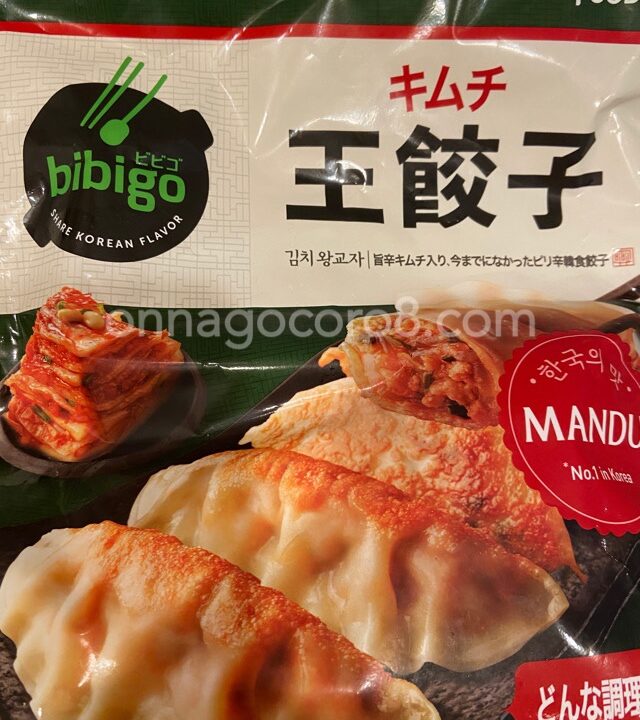 FOOD
ビビゴ
bibigo
SHARE KOREAN FLAVOR
キムチ
王餃子
김치왕교자 | 旨辛キムチ入り、今までになかったピリ辛韓食餃子
onnagocoro8.com
한국의 맛
MANDU
*No.1 in Korea
どんな調理